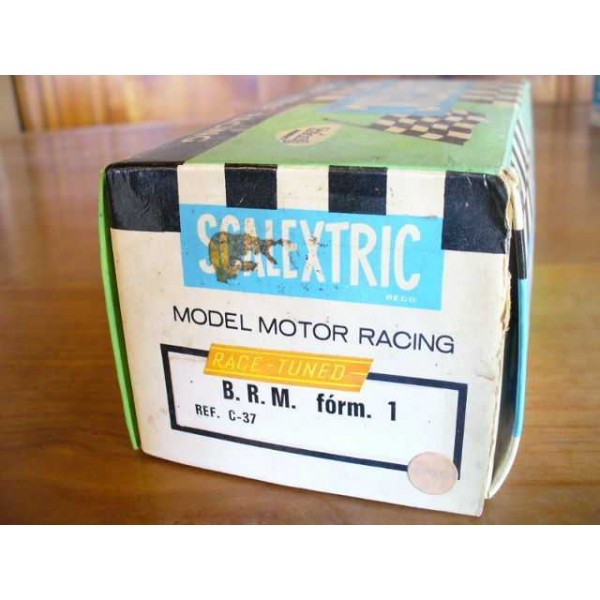 SCALEXTRIC
REGD
MODEL MOTOR RACING
RACE-TUNED
B. R. M. fórm. 1
REF. C-37